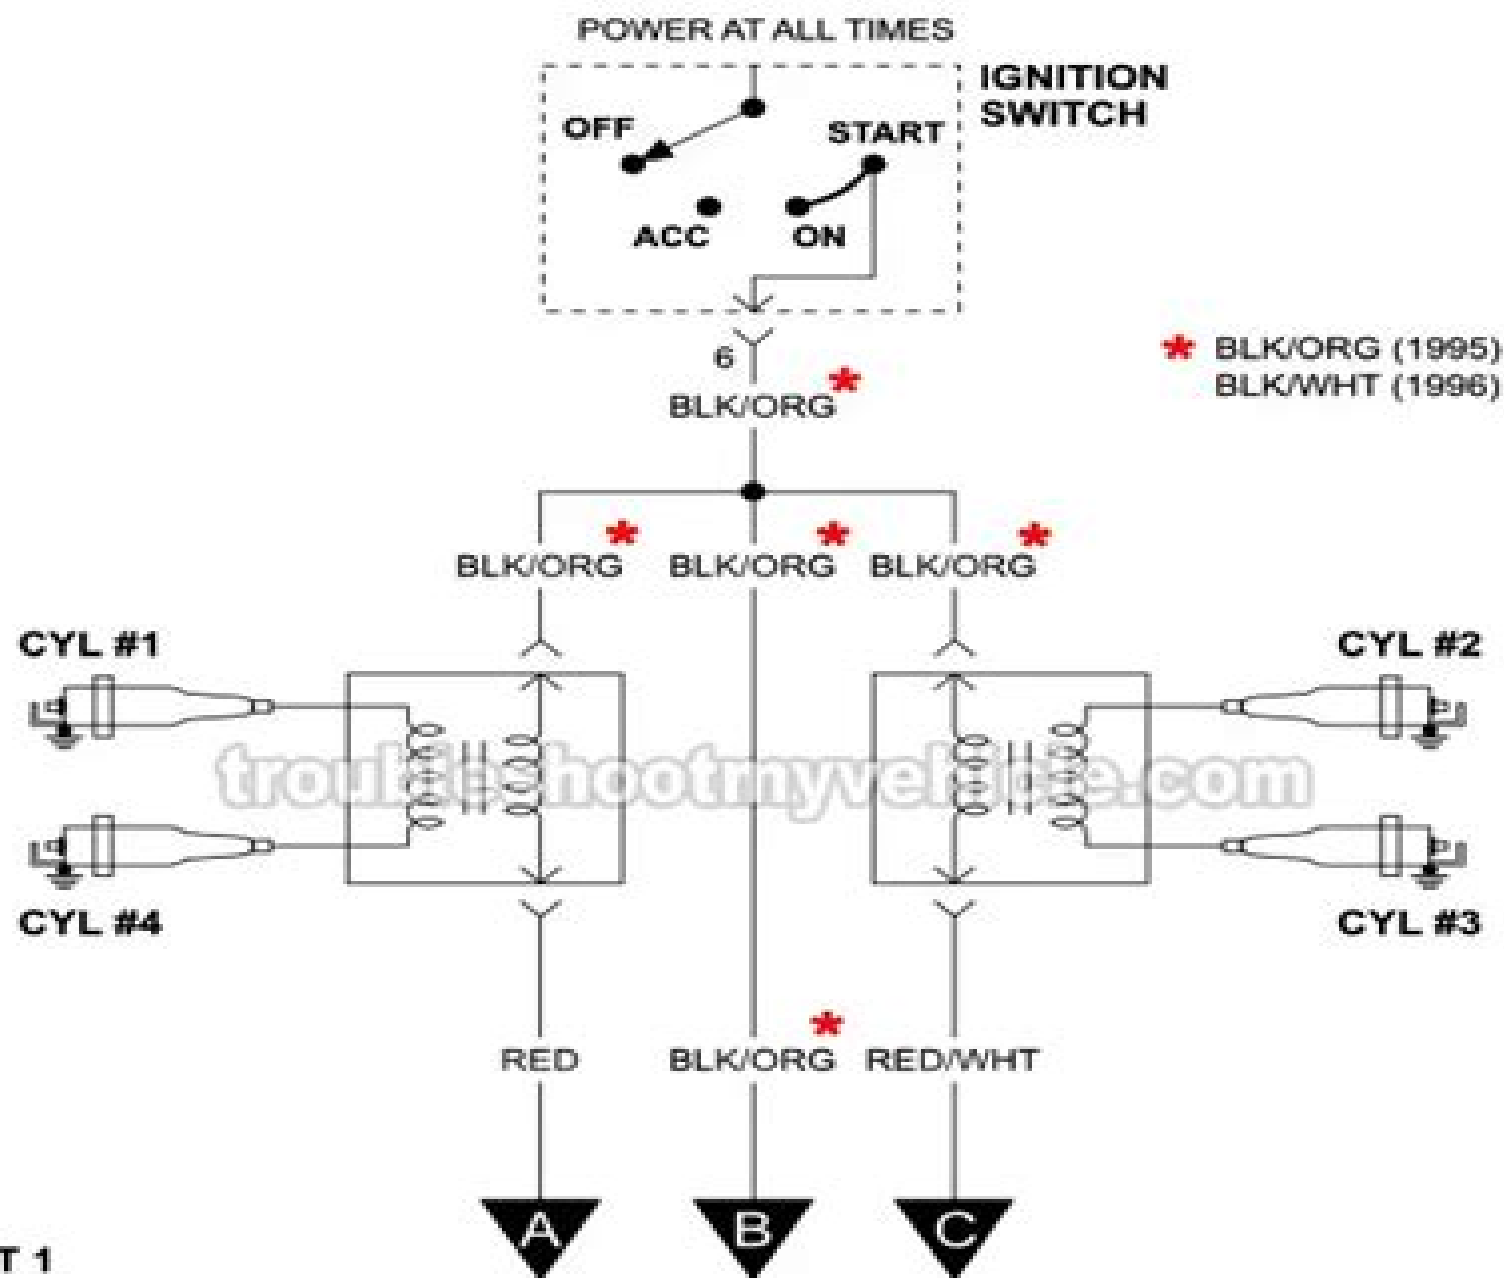 POWER AT ALL TIMES
IGNITION
SWITCH
OFF
START
ACC
ON
6
BLK/ORG*
* BLK/ORG (1995)
BLK/WHT (1996)
BLK/ORG*
BLK/ORG*
BLK/ORG*
CYL #1
CYL #2
troubleshootmyvehicle.com
CYL #4
CYL #3
RED
BLK/ORG*
RED/WHT
A
B
C
T 1